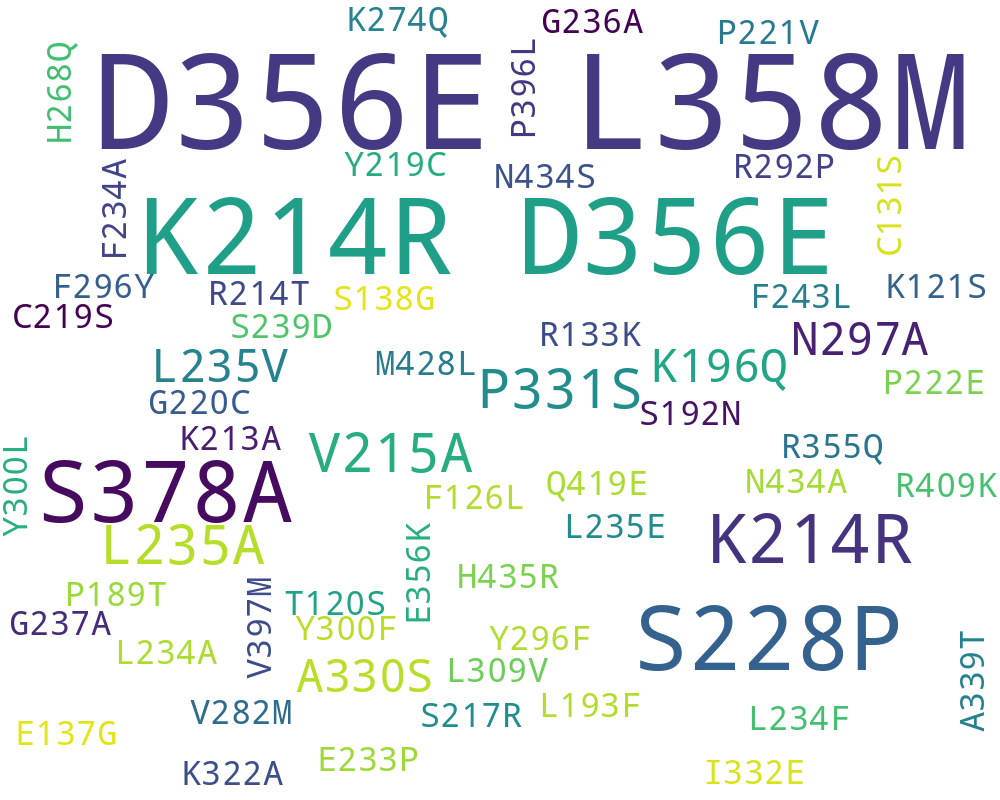 K274Q
G236A
P221V
H268Q
D356E
P396L
L358M
Y219C
N434S
R292P
F234A
K214R
D356E
C131S
F296Y
R214T
S138G
F243L
K121S
C219S
S239D
R133K
N297A
L235V
M428L
P331S
K196Q
P222E
G220C
S192N
K213A
V215A
R355Q
Y300L
S378A
F126L
Q419E
N434A
R409K
L235A
E356K
L235E
K214R
H435R
P189T
V397M
T120S
G237A
Y300F
Y296F
S228P
L234A
A330S
L309V
A339T
V282M
S217R
L193F
L234F
E137G
E233P
K322A
I332E